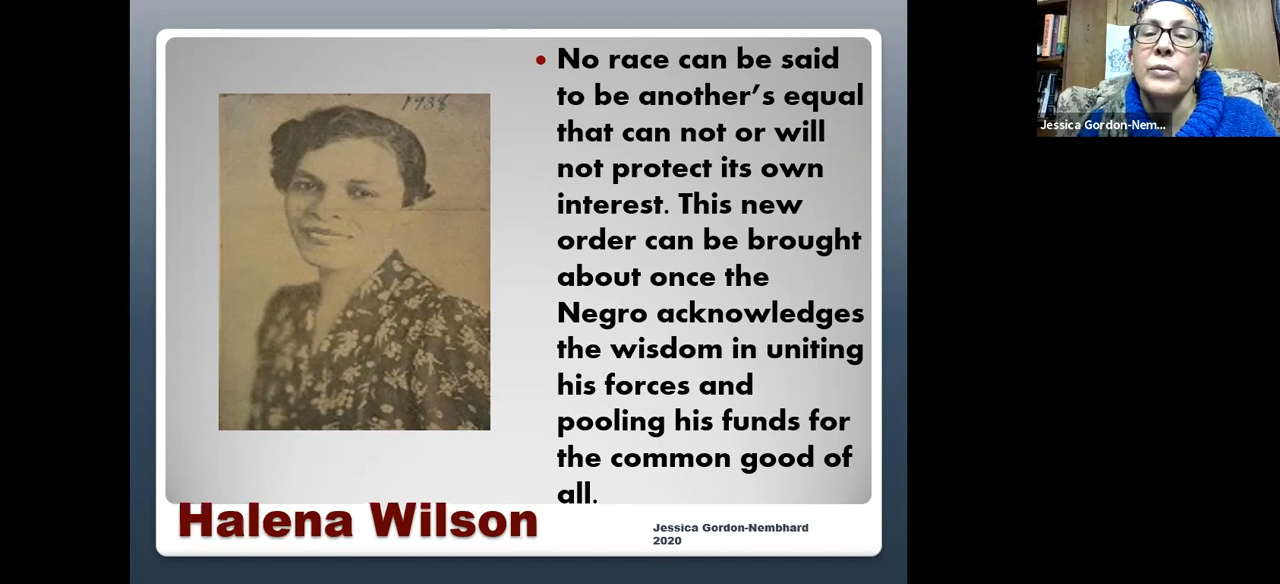 1938
No race can be said
to be another's equal
that can not or will
not protect its own
interest. This new
order can be brought
about once the
Negro acknowledges
the wisdom in uniting
his forces and
pooling his funds for
the common good of
all.
Halena Wilson
Jessica Gordon-Nembhard
2020
Jessica Gordon-Nem...